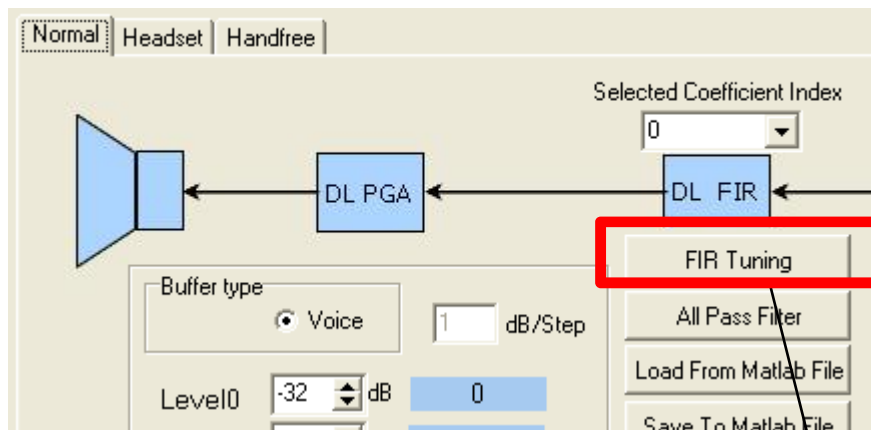 Normal Headset Handfree
Selected Coefficient Index
0
DL PGA
DL FIR
FIR Tuning
Buffer type
Voice 1 dB/Step
All Pass Filter
Load From Matlab File
Level0 -32 dB 0
Save To Matlab File